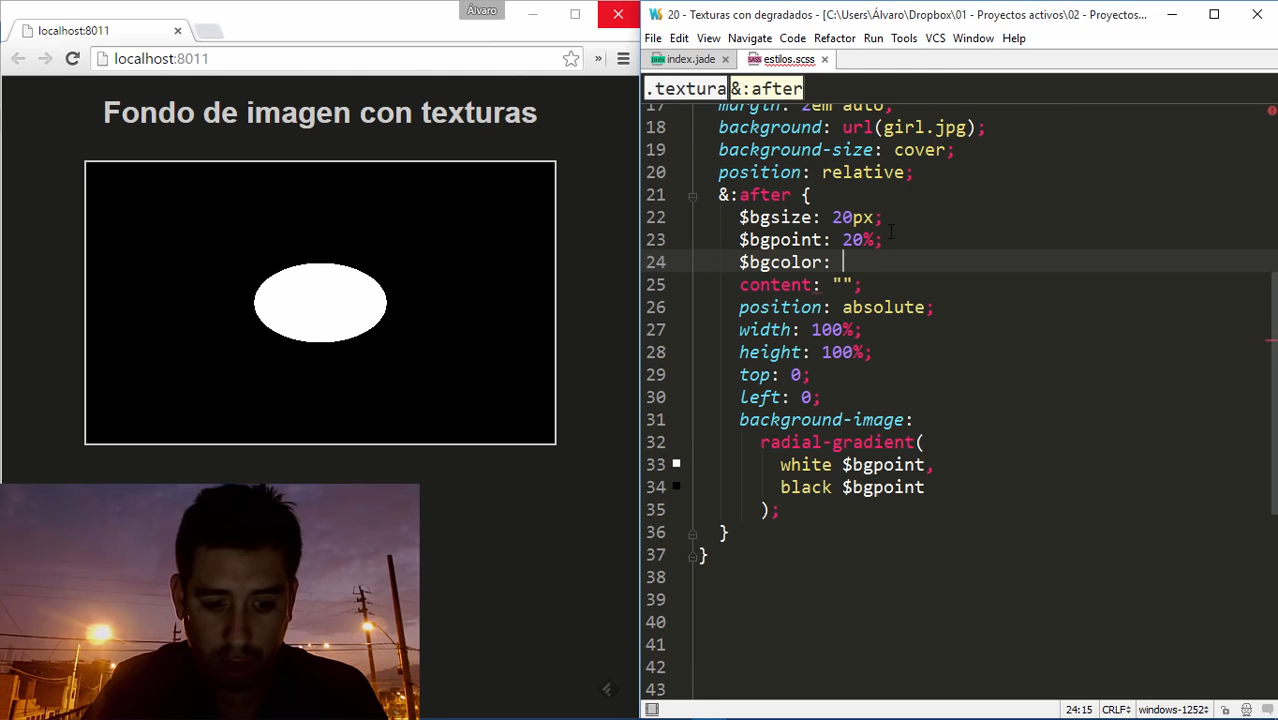 Álvaro
localhost:8011
localhost:8011
Fondo de imagen con texturas
20 - Texturas con degradados - [C:\Users\Álvaro\Dropbox\01 - Proyectos activos\02 - Proyectos...
File Edit View Navigate Code Refactor Run Tools VCS Window Help
index.jade
estilos.scss
.textura &:after
17 margin: 2em auto;
18 background: url(girl.jpg);
19 background-size: cover;
20 position: relative;
21 &:after {
22 $bgsize: 20px;
23 $bgpoint: 20%;
24 $bgcolor:
25 content: "";
26 position: absolute;
27 width: 100%;
28 height: 100%;
29 top: 0;
30 left: 0;
31 background-image:
32 radial-gradient(
33 white $bgpoint,
34 black $bgpoint
35 );
36 }
37 }
38
39
40
41
42
43
24:15 CRLF windows-1252